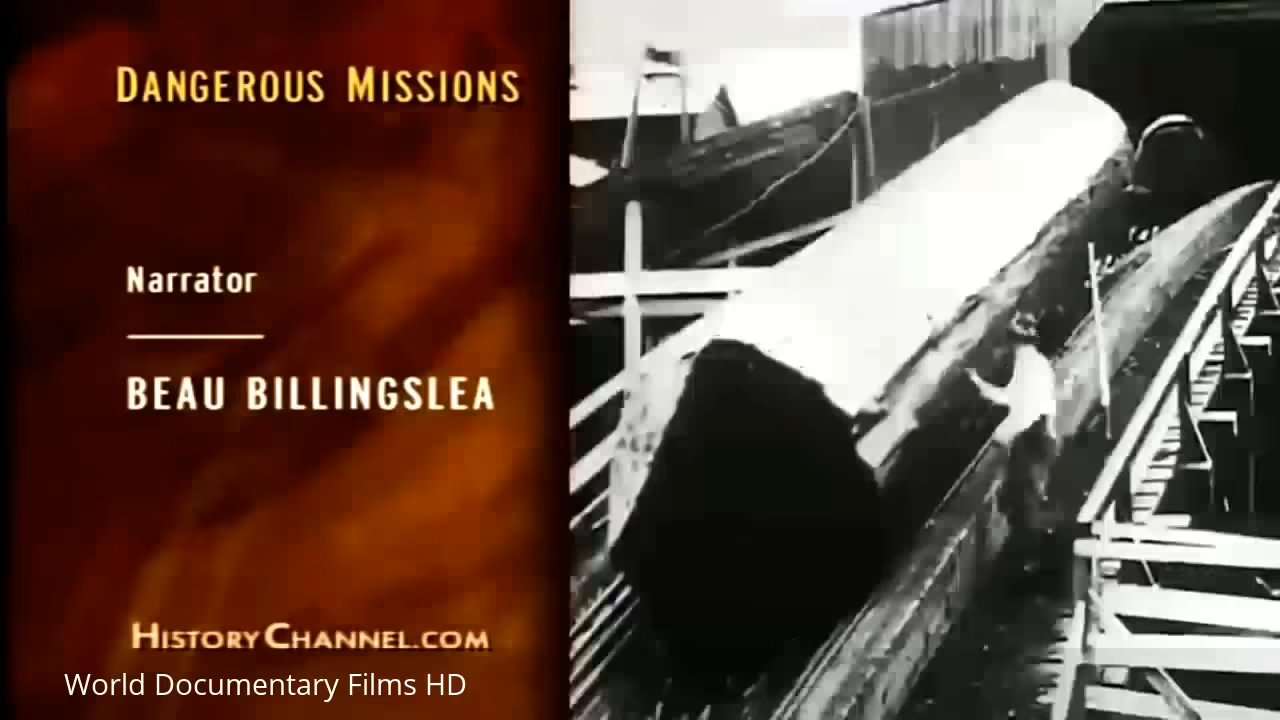 DANGEROUS MISSIONS
Narrator
BEAU BILLINGSLEA
HISTORYCHANNEL.COM
World Documentary Films HD